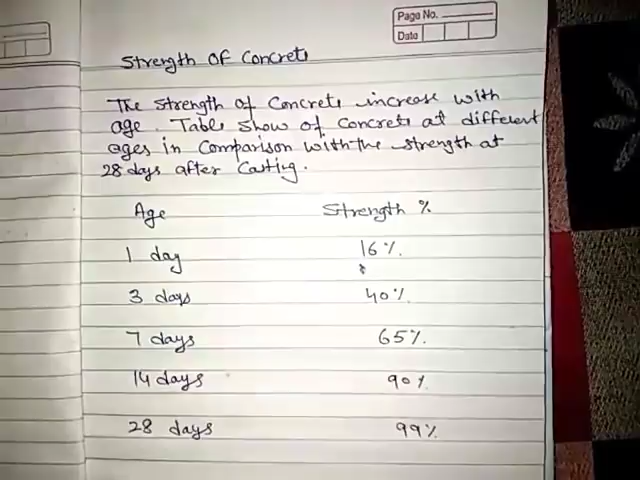 Page No.
Date
Strength Of Concrete
The Strength of Concrete increase with
age. Table Show of Concrete at different
ages in Comparison with the strength at
28 days after Casting.
Age Strength %
1 day 16%.
3 days 40%
7 days 65%.
14 days 90%
28 days 99%